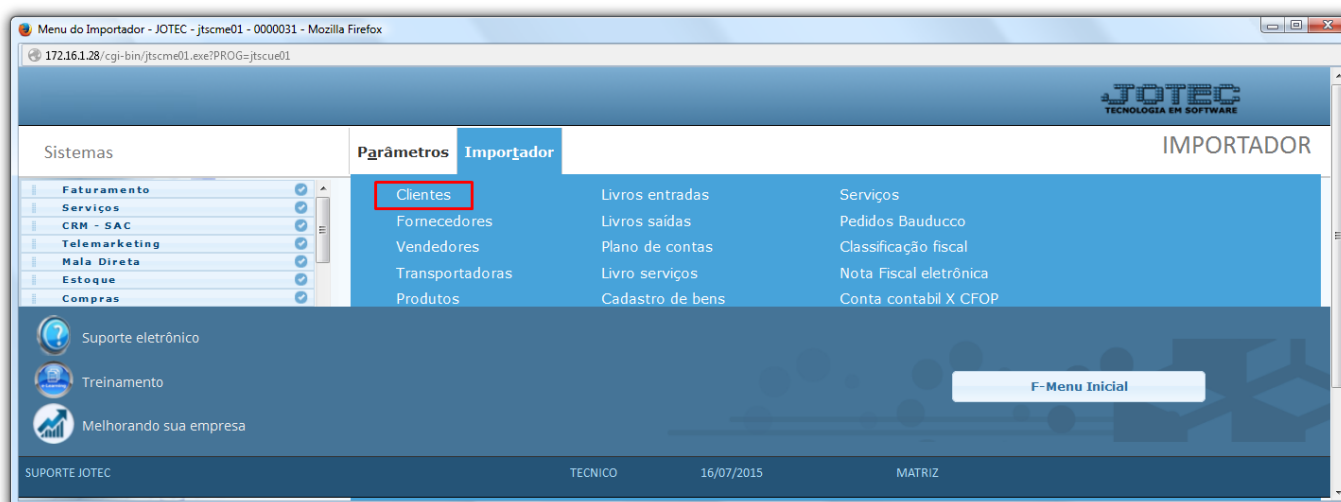 Menu do Importador - JOTEC - jtscme01 - 0000031 - Mozilla Firefox
172.16.1.28/cgi-bin/jtscme01.exe?PROG=jtscue01
JOTEC
TECNOLOGIA EM SOFTWARE
Sistemas
Parâmetros Importador
IMPORTADOR
Faturamento
Serviços
CRM - SAC
Telemarketing
Mala Direta
Estoque
Compras
Clientes Livros entradas Serviços
Fornecedores Livros saídas Pedidos Bauducco
Vendedores Plano de contas Classificação fiscal
Transportadoras Livro serviços Nota Fiscal eletrônica
Produtos Cadastro de bens Conta contabil X CFOP
Suporte eletrônico
Treinamento
F-Menu Inicial
Melhorando sua empresa
SUPORTE JOTEC TECNICO 16/07/2015 MATRIZ